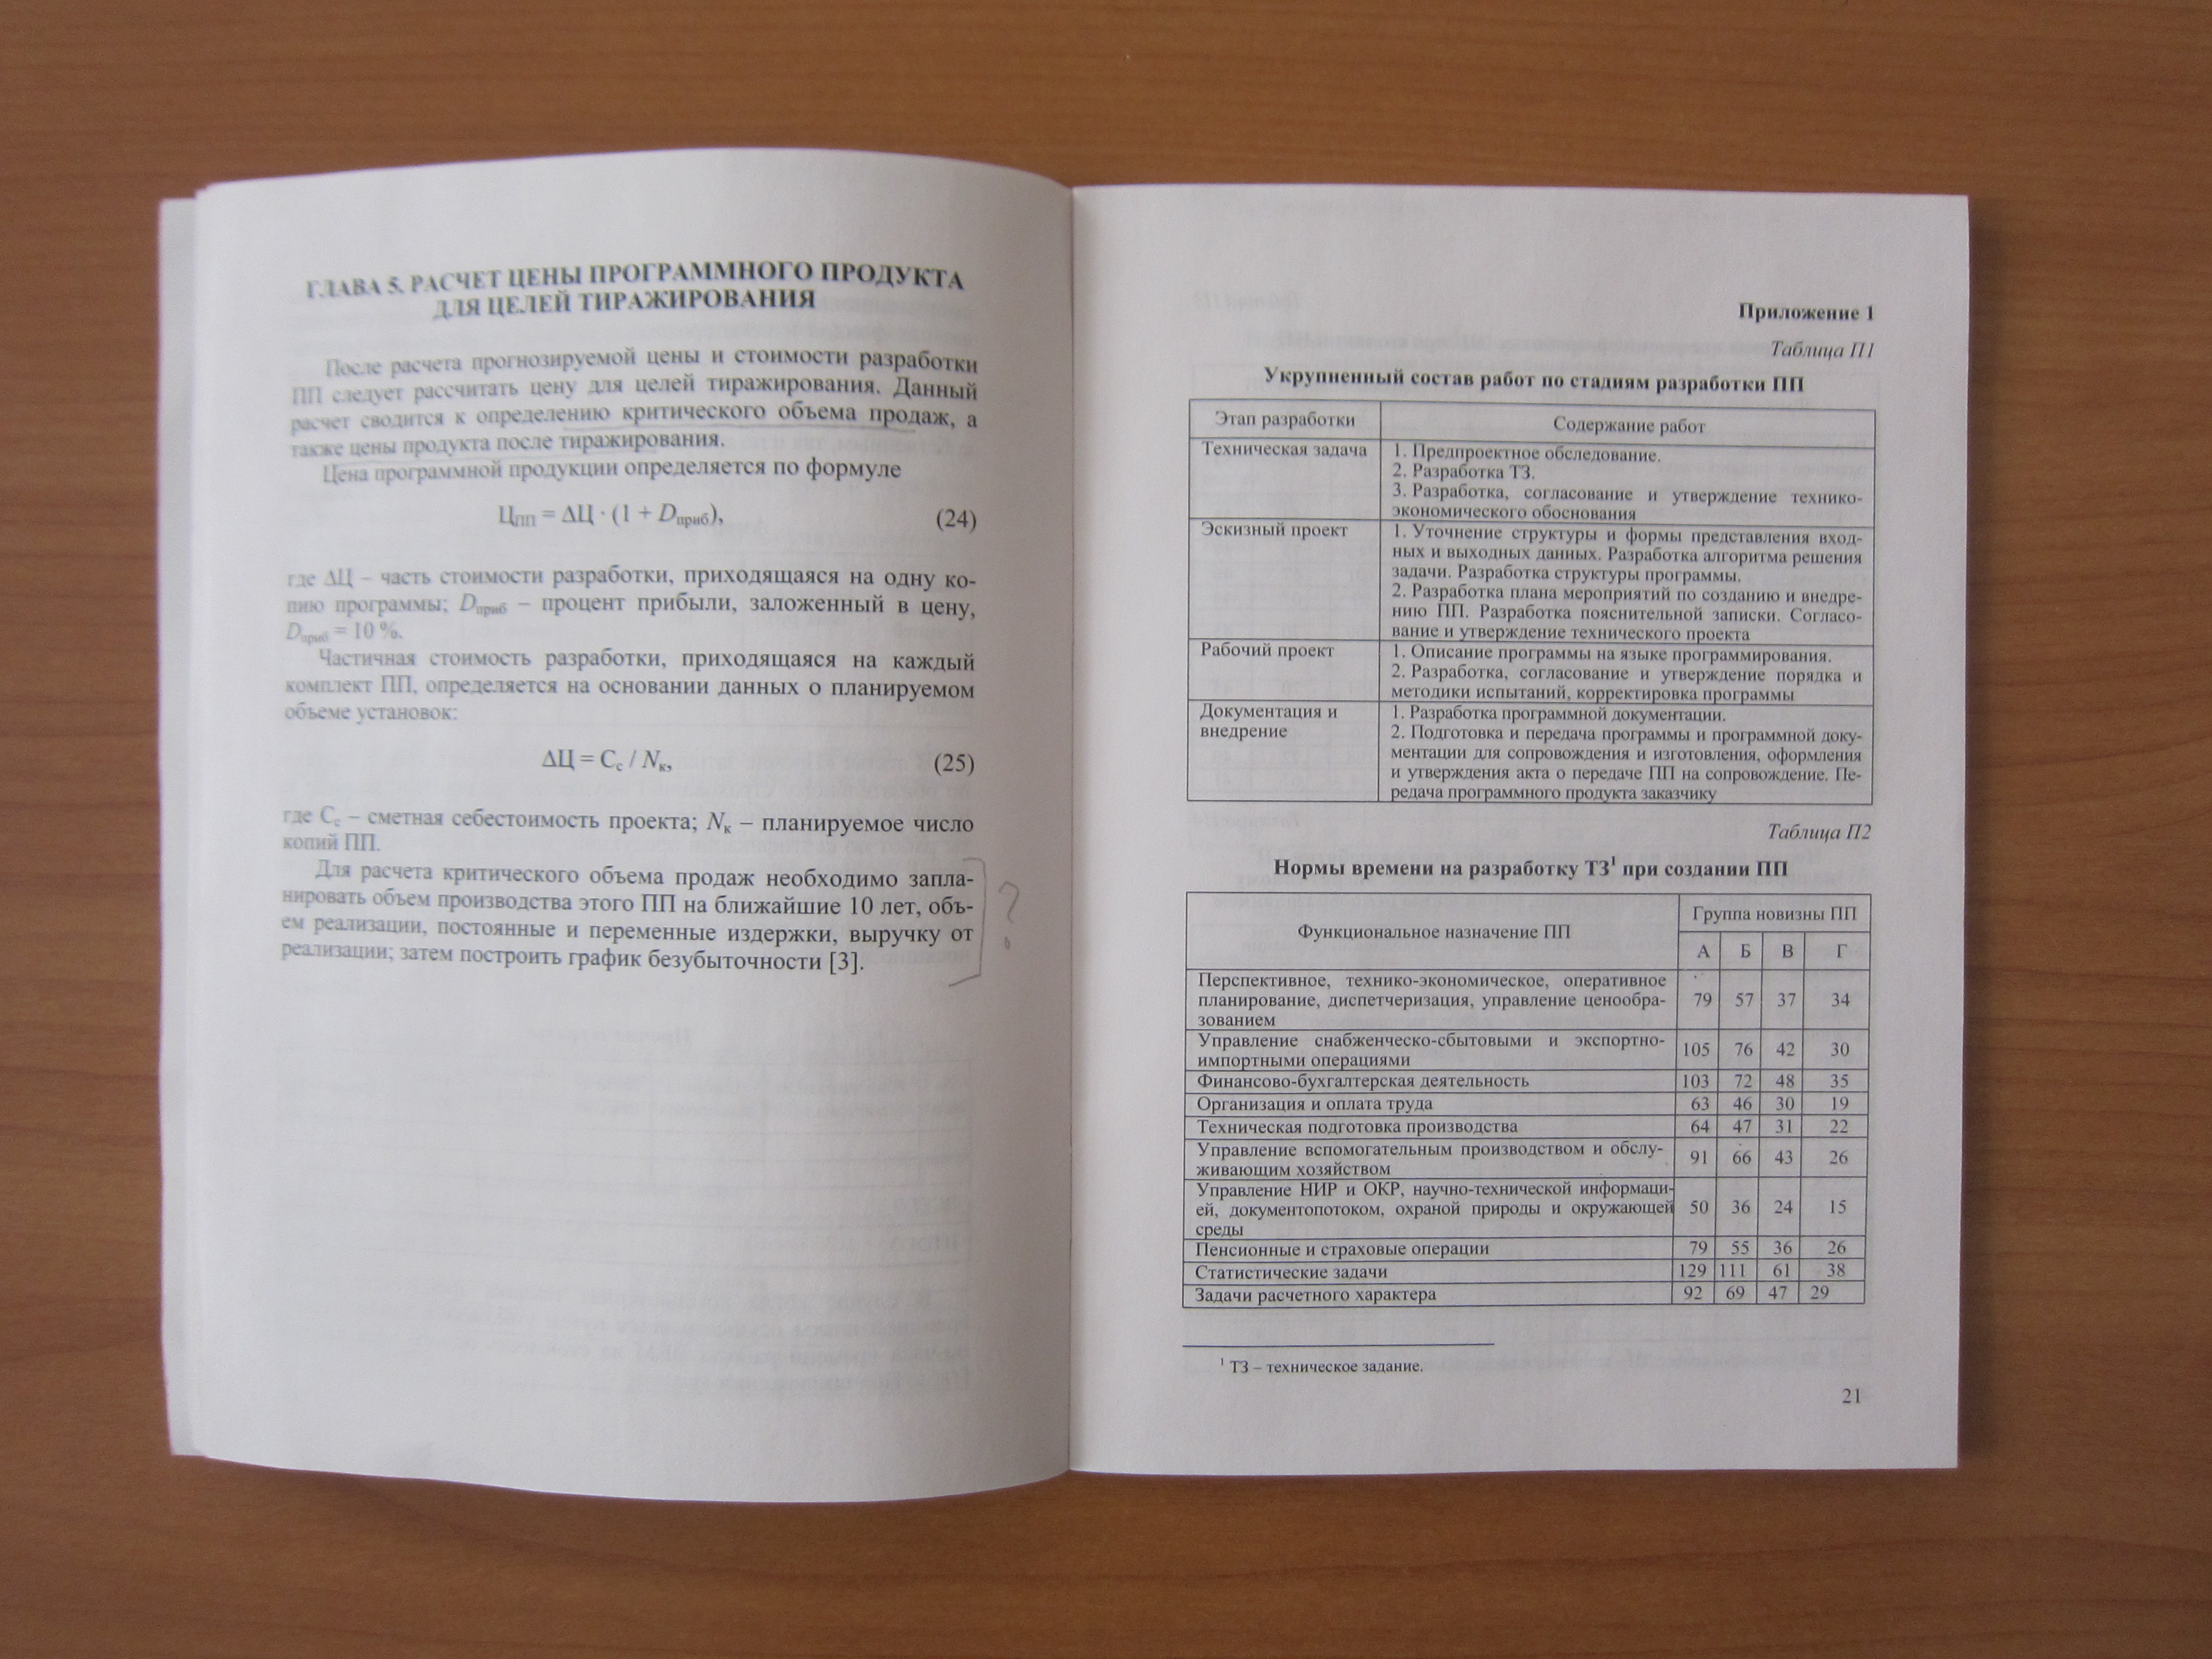 ГЛАВА 5. РАСЧЕТ ЦЕНЫ ПРОГРАММНОГО ПРОДУКТА
ДЛЯ ЦЕЛЕЙ ТИРАЖИРОВАНИЯ
После расчета прогнозируемой цены и стоимости разработки
ПП следует рассчитать цену для целей тиражирования. Данный
расчет сводится к определению критического объема продаж, а
также цены продукта после тиражирования.
Цена программной продукции определяется по формуле
Цпп = ΔЦ · (1 + Dприб), (24)
где ΔЦ – часть стоимости разработки, приходящаяся на одну ко-
пию программы; Dприб – процент прибыли, заложенный в цену,
Dприб = 10 %.
Частичная стоимость разработки, приходящаяся на каждый
комплект ПП, определяется на основании данных о планируемом
объеме установок:
ΔЦ = Сс / Nк, (25)
где Сс – сметная себестоимость проекта; Nк – планируемое число
копий ПП.
Для расчета критического объема продаж необходимо запла-
нировать объем производства этого ПП на ближайшие 10 лет, объ-
ем реализации, постоянные и переменные издержки, выручку от
реализации; затем построить график безубыточности [3].
?
Приложение 1
Таблица П1
Укрупненный состав работ по стадиям разработки ПП
Этап разработки Содержание работ
Техническая задача 1. Предпроектное обследование.
2. Разработка ТЗ.
3. Разработка, согласование и утверждение технико-
экономического обоснования
Эскизный проект 1. Уточнение структуры и формы представления вход-
ных и выходных данных. Разработка алгоритма решения
задачи. Разработка структуры программы.
2. Разработка плана мероприятий по созданию и внедре-
нию ПП. Разработка пояснительной записки. Согласо-
вание и утверждение технического проекта
Рабочий проект 1. Описание программы на языке программирования.
2. Разработка, согласование и утверждение порядка и
методики испытаний, корректировка программы
Документация и 1. Разработка программной документации.
внедрение 2. Подготовка и передача программы и программной доку-
ментации для сопровождения и изготовления, оформления
и утверждения акта о передаче ПП на сопровождение. Пе-
редача программного продукта заказчику
Таблица П2
Нормы времени на разработку ТЗ¹ при создании ПП
Функциональное назначение ПП Группа новизны ПП
А Б В Г
Перспективное, технико-экономическое, оперативное
планирование, диспетчеризация, управление ценообра- 79 57 37 34
зованием
Управление снабженческо-сбытовыми и экспортно-
импортными операциями 105 76 42 30
Финансово-бухгалтерская деятельность 103 72 48 35
Организация и оплата труда 63 46 30 19
Техническая подготовка производства 64 47 31 22
Управление вспомогательным производством и обслу-
живающим хозяйством 91 66 43 26
Управление НИР и ОКР, научно-технической информаци-
ей, документопотоком, охраной природы и окружающей 50 36 24 15
среды
Пенсионные и страховые операции 79 55 36 26
Статистические задачи 129 111 61 38
Задачи расчетного характера 92 69 47 29
¹ ТЗ – техническое задание.
21